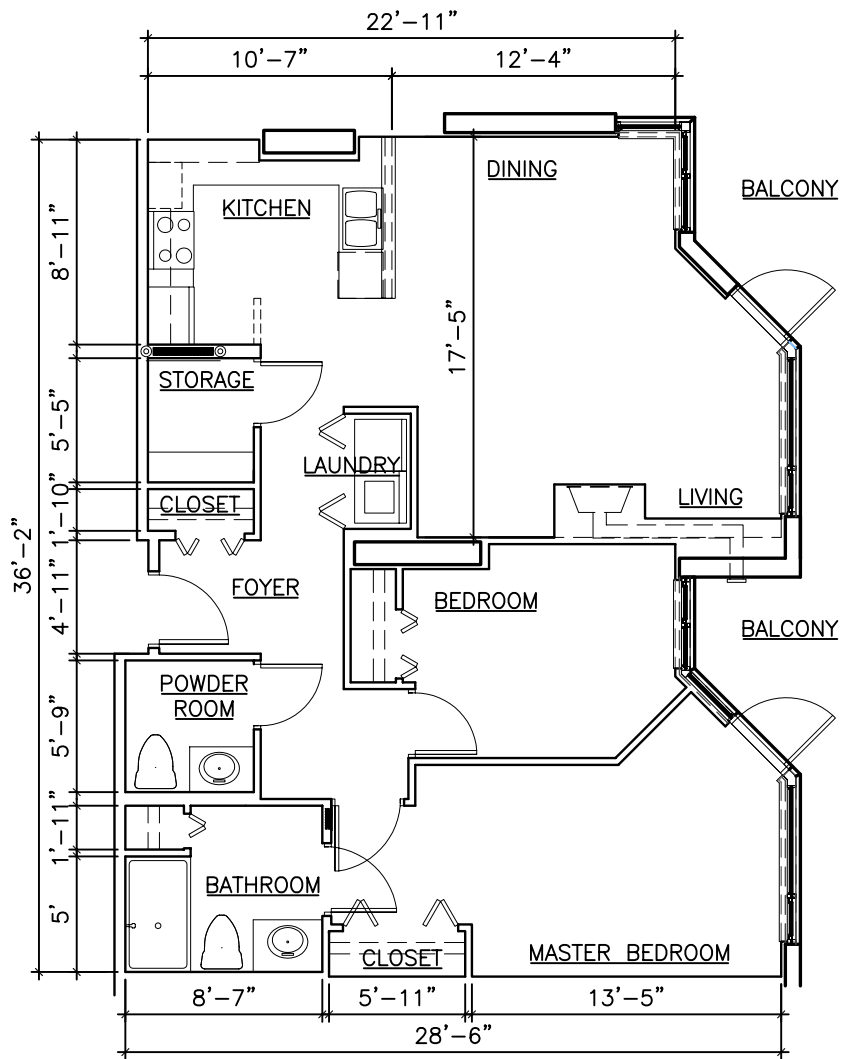 22'-11"
10'-7"
12'-4"
DINING
BALCONY
KITCHEN
8'-11"
17'-5"
STORAGE
5'-5"
LAUNDRY
CLOSET
LIVING
1'-10"
36'-2"
FOYER
BEDROOM
4'-11"
BALCONY
POWDER
ROOM
5'-9"
1'-11"
BATHROOM
5'
CLOSET
MASTER BEDROOM
8'-7"
5'-11"
13'-5"
28'-6"